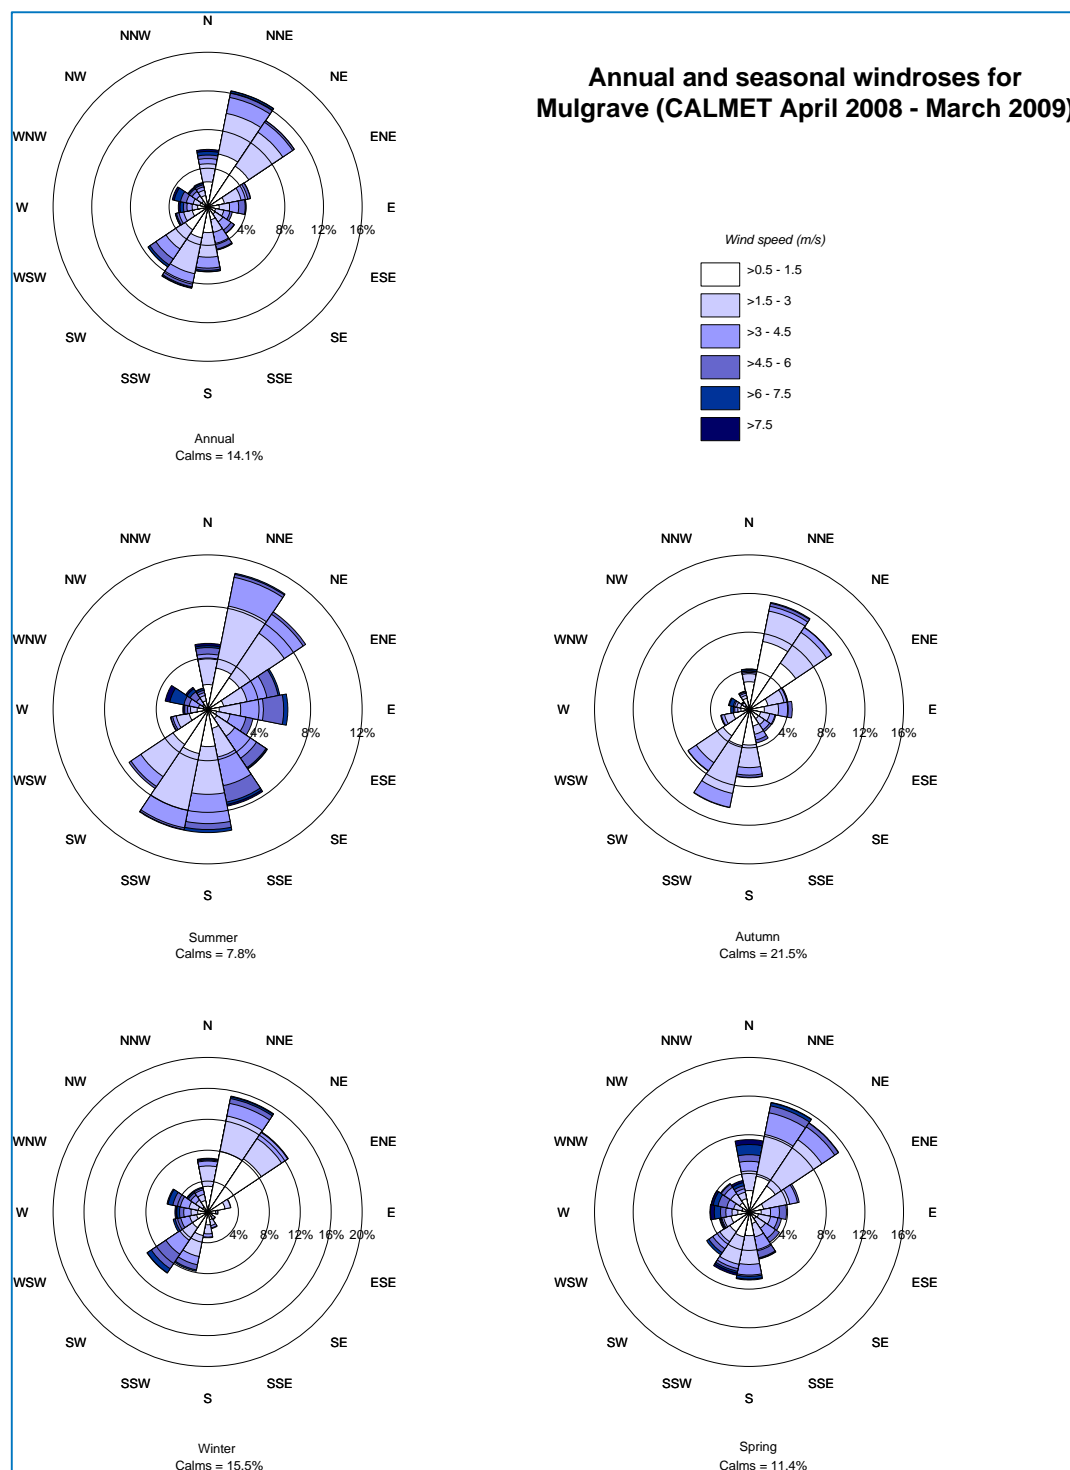 Annual and seasonal windroses for
Mulgrave (CALMET April 2008 - March 2009)
N
NNW NNE
NW NE
WNW ENE
W E
4% 8% 12% 16%
WSW ESE
SW SE
SSW SSE
S
Annual
Calms = 14.1%
Wind speed (m/s)
>0.5 - 1.5
>1.5 - 3
>3 - 4.5
>4.5 - 6
>6 - 7.5
>7.5
N
NNW NNE
NW NE
WNW ENE
W E
4% 8% 12%
WSW ESE
SW SE
SSW SSE
S
Summer
Calms = 7.8%
N
NNW NNE
NW NE
WNW ENE
W E
4% 8% 12% 16%
WSW ESE
SW SE
SSW SSE
S
Autumn
Calms = 21.5%
N
NNW NNE
NW NE
WNW ENE
W E
4% 8% 12% 16% 20%
WSW ESE
SW SE
SSW SSE
S
Winter
Calms = 15.5%
N
NNW NNE
NW NE
WNW ENE
W E
4% 8% 12% 16%
WSW ESE
SW SE
SSW SSE
S
Spring
Calms = 11.4%